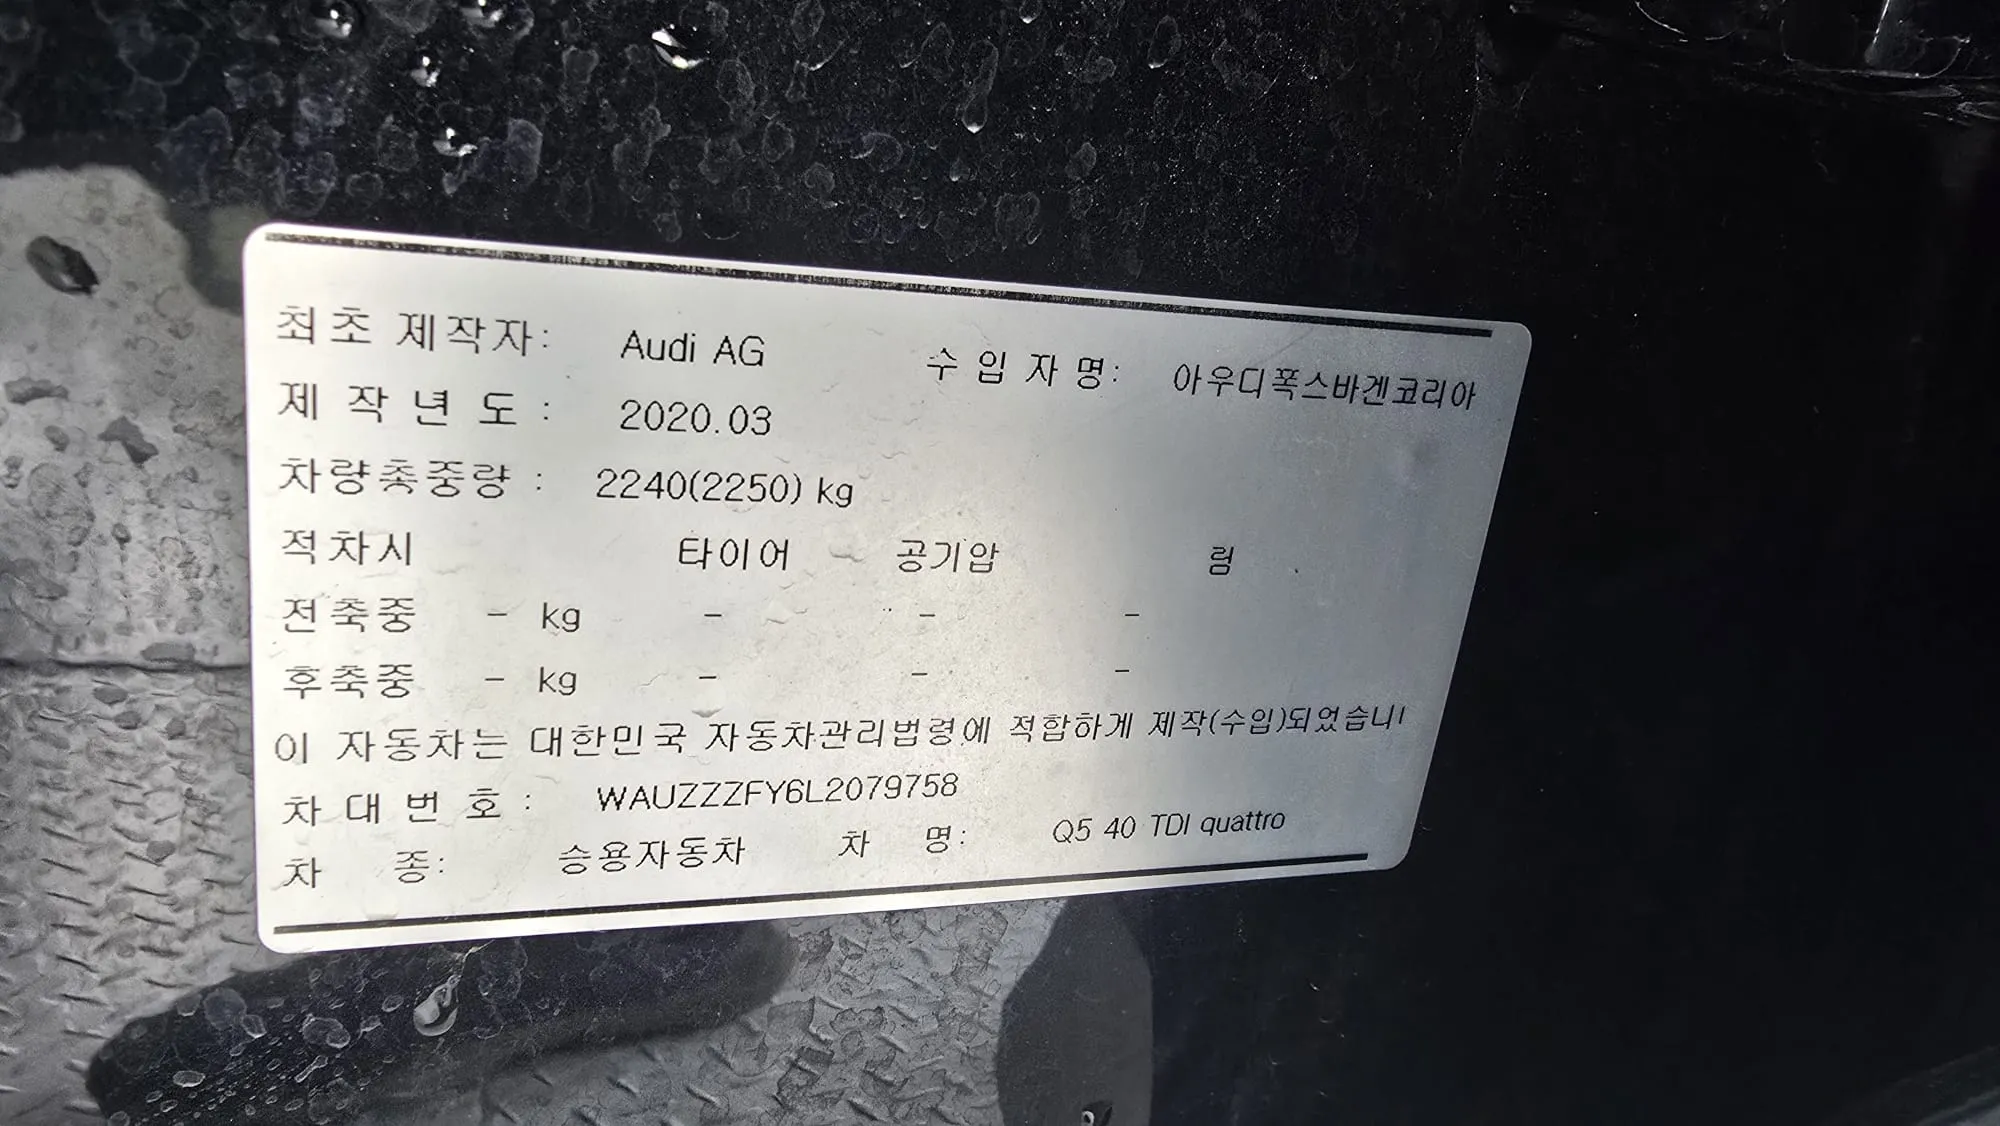 최초 제작자: Audi AG 수 입 자 명: 아우디폭스바겐코리아
제 작 년 도 : 2020.03
차량총중량 : 2240(2250) kg
적차시 타이어 공기압 림
전축중 - kg - - -
후축중 - kg - - -
이 자동차는 대한민국 자동차관리법령에 적합하게 제작(수입)되었습니
차 대 번 호 : WAUZZZFY6L2079758
차 종: 승용자동차 차 명: Q5 40 TDI quattro